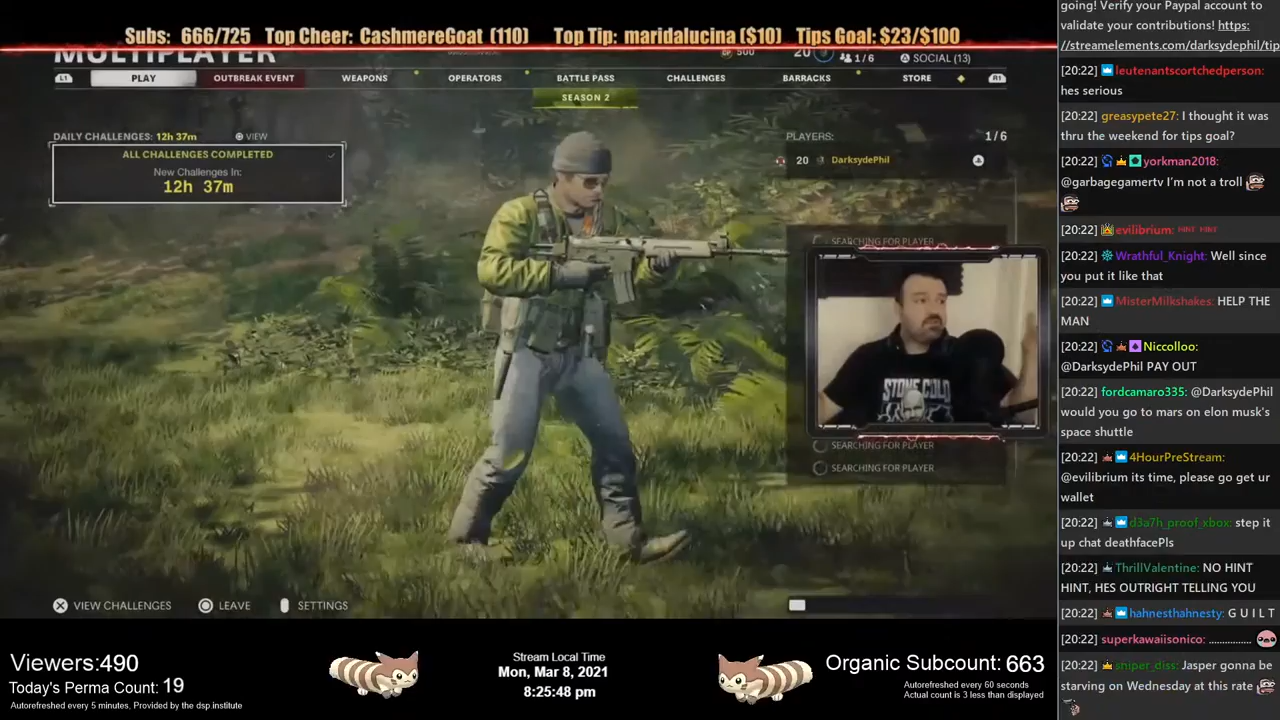 Subs: 666/725 Top Cheer: CashmereGoat (110) Top Tip: maridalucina ($10) Tips Goal: $23/$100
MULTIPLAYER
500
20
1/6
SOCIAL (13)
L1
PLAY
OUTBREAK EVENT
WEAPONS
OPERATORS
BATTLE PASS
CHALLENGES
BARRACKS
STORE
R1
SEASON 2
DAILY CHALLENGES: 12h 37m
VIEW
ALL CHALLENGES COMPLETED
New Challenges In:
12h 37m
PLAYERS:
1/6
20
DarksydePhil
SEARCHING FOR PLAYER
STONE COLD
SEARCHING FOR PLAYER
SEARCHING FOR PLAYER
VIEW CHALLENGES
LEAVE
SETTINGS
Viewers:490
Today's Perma Count: 19
Autorefreshed every 5 minutes, Provided by the dsp institute
Stream Local Time
Mon, Mar 8, 2021
8:25:48 pm
Organic Subcount: 663
Autorefreshed every 60 seconds
Actual count is 3 less than displayed
going! Verify your Paypal account to
validate your contributions! https:
//streamelements.com/darksydephil/tip
[20:22] leutenantscortchedperson:
hes serious
[20:22] greasypete27: I thought it was
thru the weekend for tips goal?
[20:22] yorkman2018:
@garbagegamertv I'm not a troll
[20:22] evilibrium: HINT HINT
[20:22] Wrathful_Knight: Well since
you put it like that
[20:22] MisterMilkshakes: HELP THE
MAN
[20:22] Niccolloo:
@DarksydePhil PAY OUT
[20:22] fordcamaro335: @DarksydePhil
would you go to mars on elon musk's
space shuttle
[20:22] 4HourPreStream:
@evilibrium its time, please go get ur
wallet
[20:22] d3a7h_proof_xbox: step it
up chat deathfacePls
[20:22] ThrillValentine: NO HINT
HINT, HES OUTRIGHT TELLING YOU
[20:22] hahnesthahnesty: G U I L T
[20:22] superkawaiisonico: ...............
[20:22] sniper_diss: Jasper gonna be
starving on Wednesday at this rate